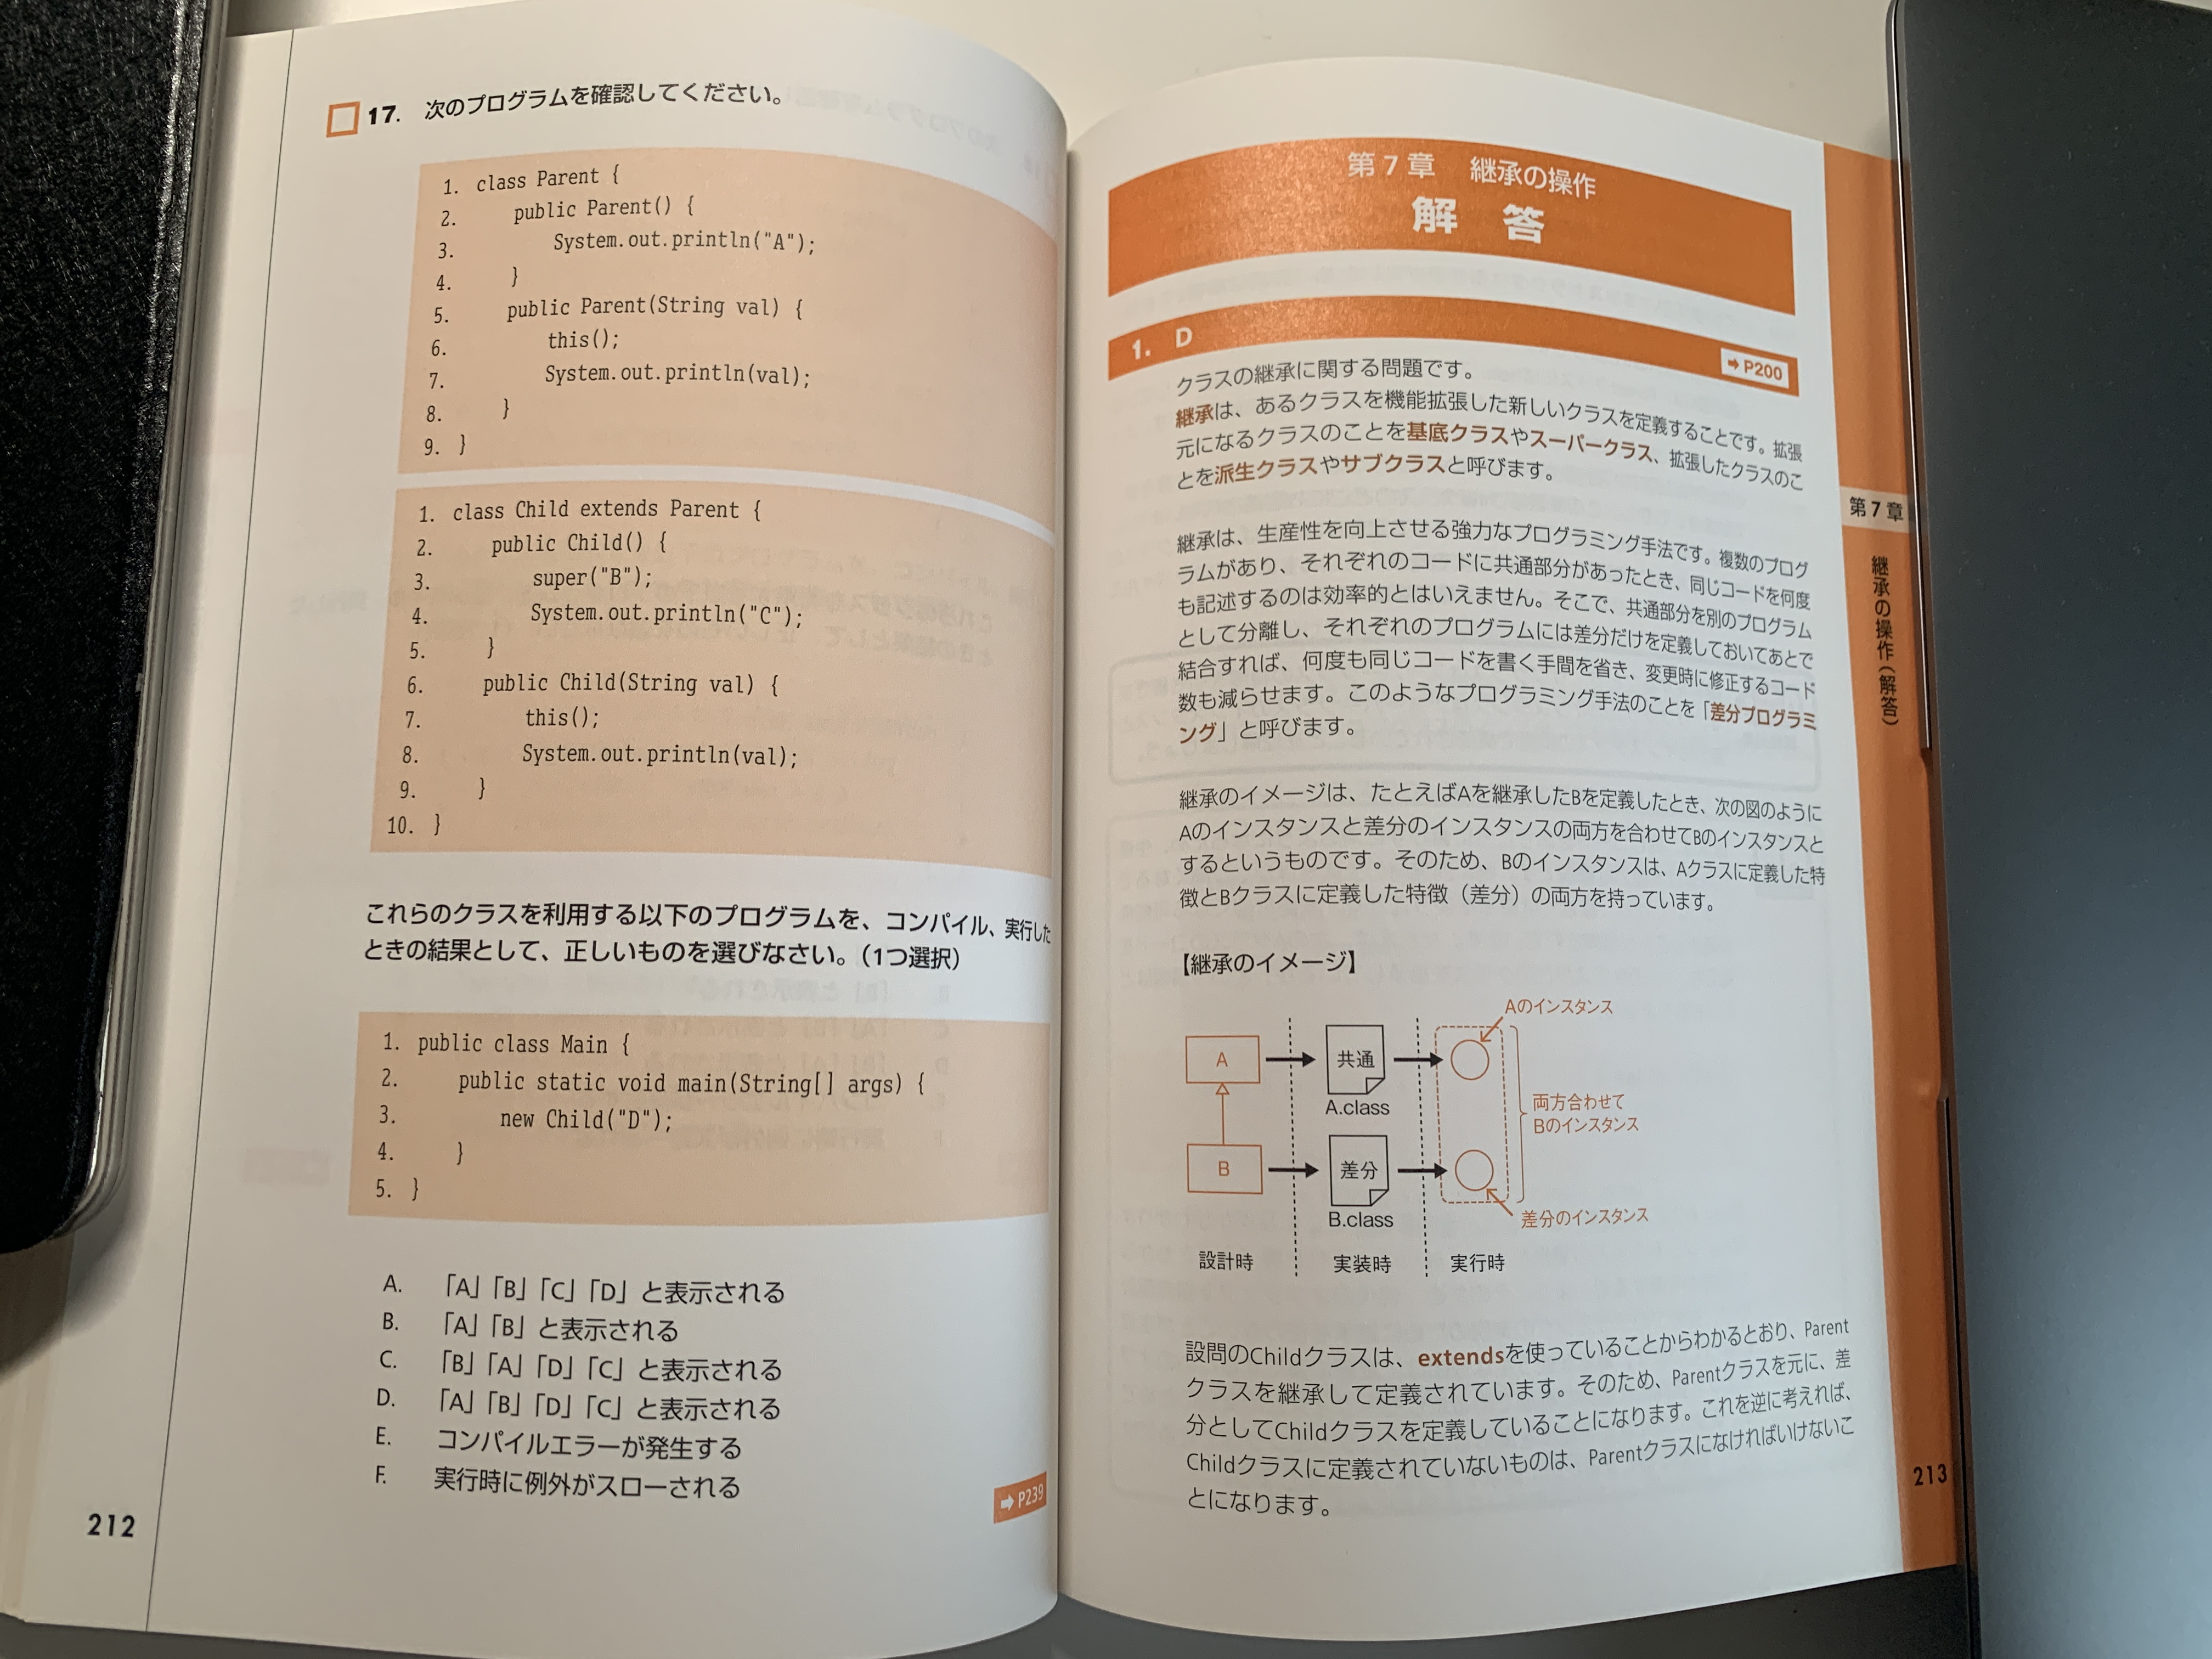 17. 次のプログラムを確認してください。
1. class Parent {
2. public Parent() {
3. System.out.println("A");
4. }
5. public Parent(String val) {
6. this();
7. System.out.println(val);
8. }
9. }
1. class Child extends Parent {
2. public Child() {
3. super("B");
4. System.out.println("C");
5. }
6. public Child(String val) {
7. this();
8. System.out.println(val);
9. }
10. }
これらのクラスを利用する以下のプログラムを、コンパイル、実行した
ときの結果として、正しいものを選びなさい。（1つ選択）
1. public class Main {
2. public static void main(String[] args) {
3. new Child("D");
4. }
5. }
A. 「A」「B」「C」「D」と表示される
B. 「A」「B」と表示される
C. 「B」「A」「D」「C」と表示される
D. 「A」「B」「D」「C」と表示される
E. コンパイルエラーが発生する
F. 実行時に例外がスローされる
➡ P239
212
第7章 継承の操作
解 答
1. D
➡ P200
クラスの継承に関する問題です。
継承は、あるクラスを機能拡張した新しいクラスを定義することです。拡張
元になるクラスのことを基底クラスやスーパークラス、拡張したクラスのこ
とを派生クラスやサブクラスと呼びます。
継承は、生産性を向上させる強力なプログラミング手法です。複数のプログ
ラムがあり、それぞれのコードに共通部分があったとき、同じコードを何度
も記述するのは効率的とはいえません。そこで、共通部分を別のプログラム
として分離し、それぞれのプログラムには差分だけを定義しておいてあとで
結合すれば、何度も同じコードを書く手間を省き、変更時に修正するコード
数も減らせます。このようなプログラミング手法のことを「差分プログラミ
ング」と呼びます。
継承のイメージは、たとえばAを継承したBを定義したとき、次の図のように
Aのインスタンスと差分のインスタンスの両方を合わせてBのインスタンスと
するというものです。そのため、Bのインスタンスは、Aクラスに定義した特
徴とBクラスに定義した特徴（差分）の両方を持っています。
【継承のイメージ】
Aのインスタンス
A
共通
A.class
両方合わせて
Bのインスタンス
B
差分
B.class
差分のインスタンス
設計時
実装時
実行時
設問のChildクラスは、extendsを使っていることからわかるとおり、Parent
クラスを継承して定義されています。そのため、Parentクラスを元に、差
分としてChildクラスを定義していることになります。これを逆に考えれば、
Childクラスに定義されていないものは、Parentクラスになければいけないこ
とになります。
第7章
継承の操作（解答）
213